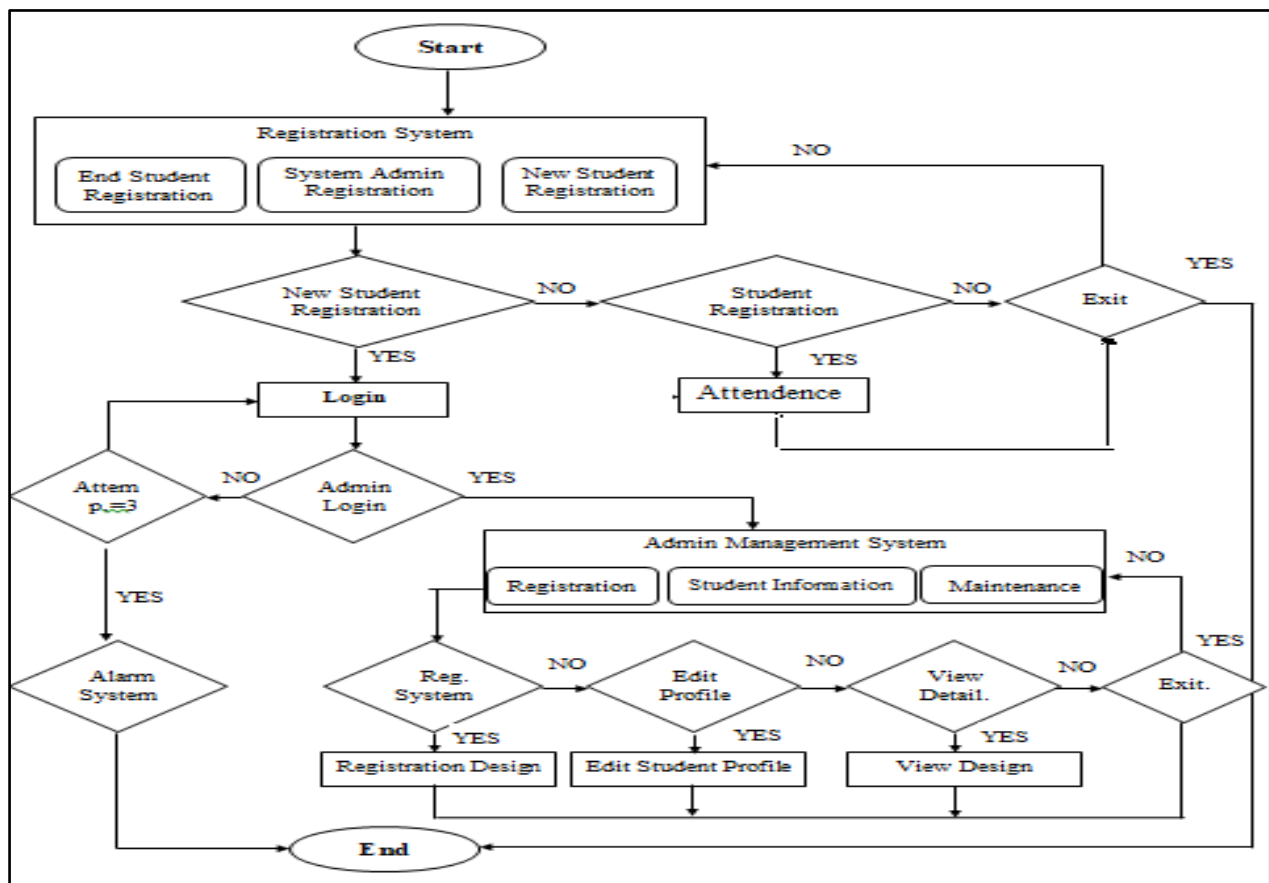 Start
Registration System
End Student
Registration
System Admin
Registration
New Student
Registration
NO
YES
New Student
Registration
NO
Student
Registration
NO
Exit
YES
YES
Login
Attendence
Attem
p,=3
NO
Admin
Login
YES
Admin Management System
NO
Registration
Student Information
Maintenance
YES
Alarm
System
Reg.
System
NO
Edit
Profile
NO
View
Detail.
NO
YES
Exit.
YES
YES
YES
Registration Design
Edit Student Profile
View Design
End